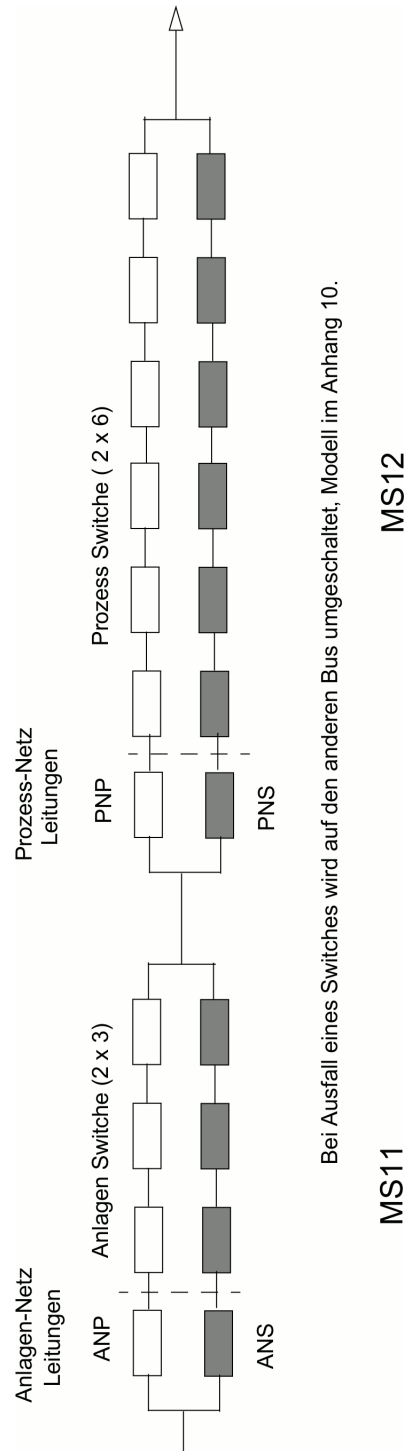 Anlagen-Netz
Leitungen
ANP
Anlagen Switche (2 x 3)
ANS
Prozess-Netz
Leitungen
PNP
Prozess Switche ( 2 x 6)
PNS
Bei Ausfall eines Switches wird auf den anderen Bus umgeschaltet, Modell im Anhang 10.
MS11
MS12